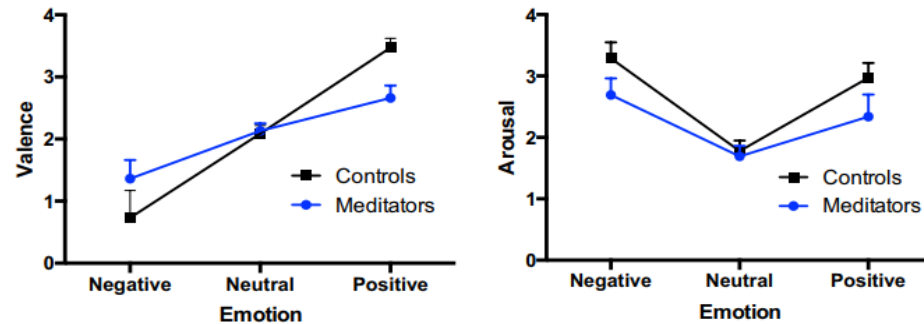 Valence
4
3
2
1
0
Controls
Meditators
Negative Neutral Positive
Emotion
Arousal
4
3
2
1
0
Controls
Meditators
Negative Neutral Positive
Emotion